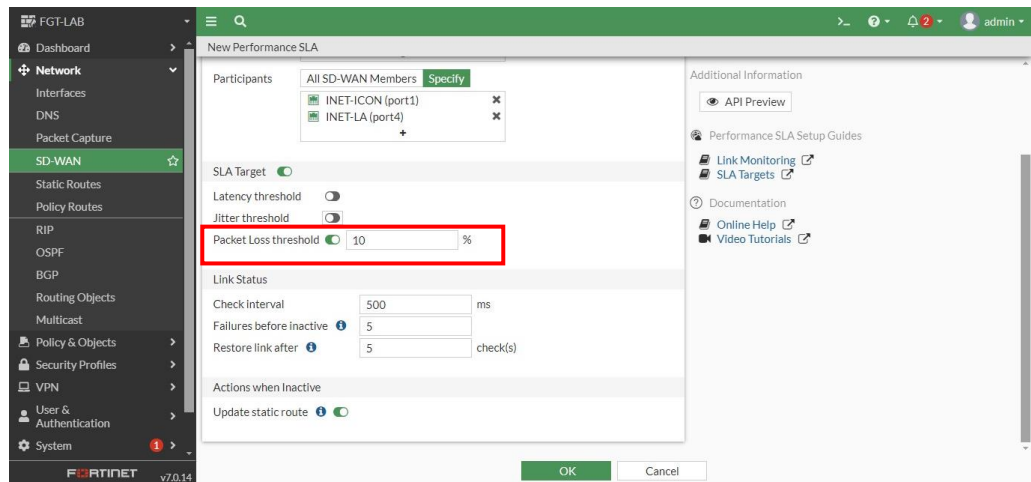 FGT-LAB
admin
2
Dashboard
Network
Interfaces
DNS
Packet Capture
SD-WAN
Static Routes
Policy Routes
RIP
OSPF
BGP
Routing Objects
Multicast
Policy & Objects
Security Profiles
VPN
User &
Authentication
System
1
FORTINET v7.0.14
New Performance SLA
Participants
All SD-WAN Members Specify
INET-ICON (port1)
INET-LA (port4)
+
SLA Target
Latency threshold
Jitter threshold
Packet Loss threshold 10 %
Link Status
Check interval 500 ms
Failures before inactive 5
Restore link after 5 check(s)
Actions when Inactive
Update static route
OK Cancel
Additional Information
API Preview
Performance SLA Setup Guides
Link Monitoring
SLA Targets
Documentation
Online Help
Video Tutorials